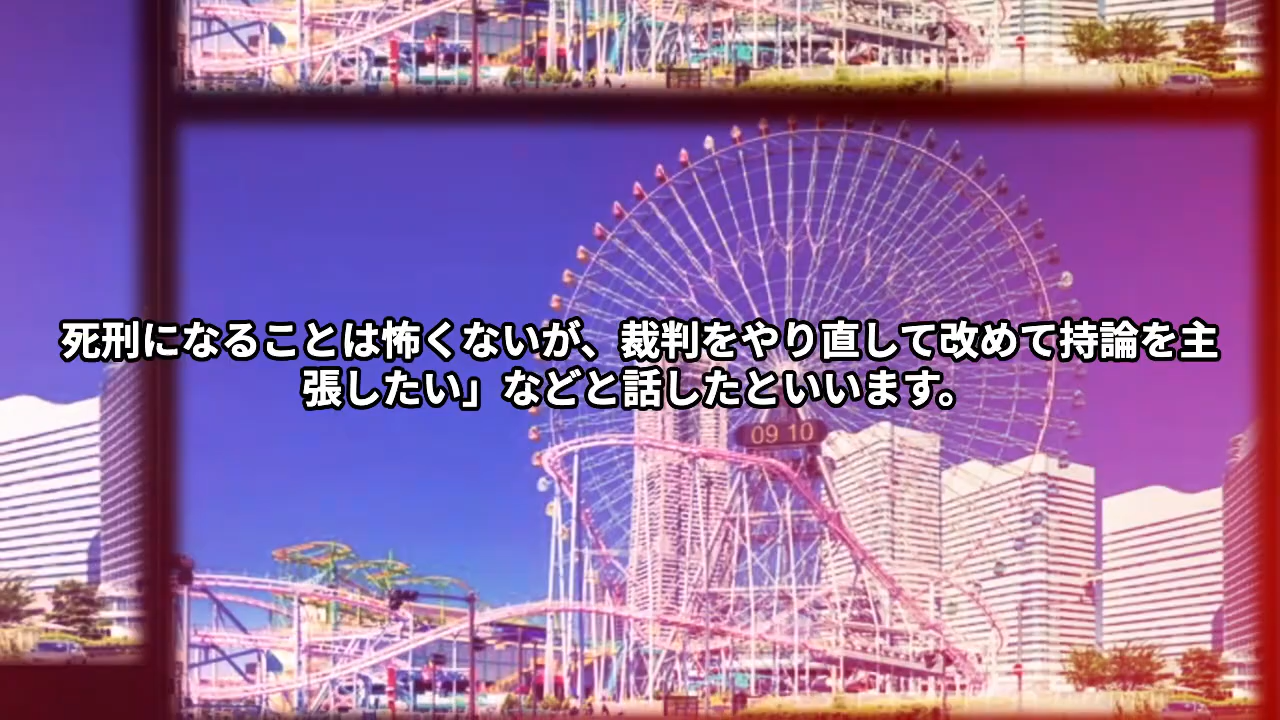 死刑になることは怖くないが、裁判をやり直して改めて持論を主
張したい」などと話したといいます。
09 10